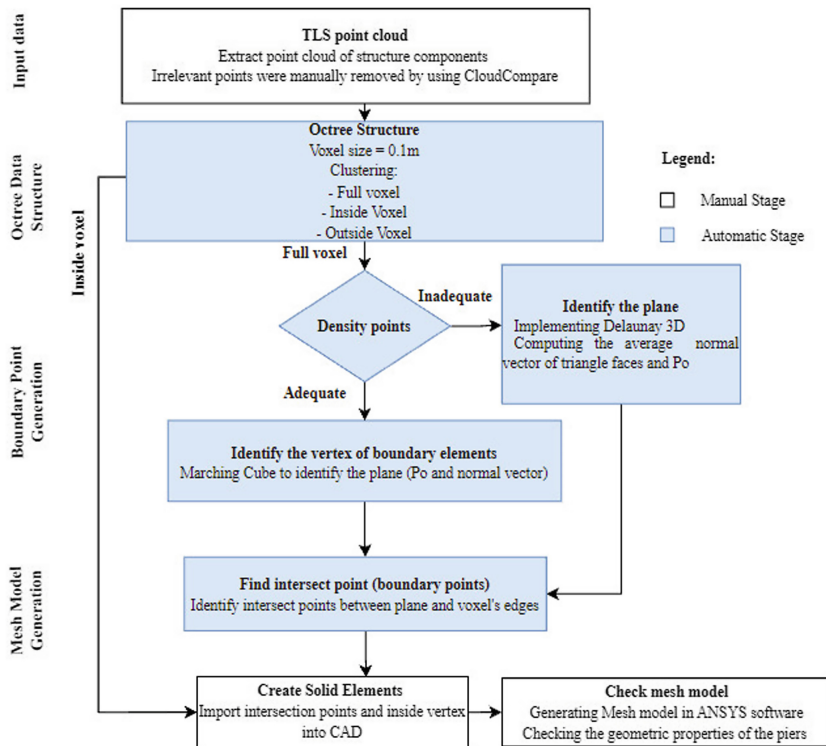 Input data
TLS point cloud
Extract point cloud of structure components
Irrelevant points were manually removed by using CloudCompare
Octree Data
Structure
Octree Structure
Voxel size = 0.1m
Clustering:
- Full voxel
- Inside Voxel
- Outside Voxel
Legend:
Manual Stage
Automatic Stage
Inside voxel
Full voxel
Boundary Point
Generation
Density points
Inadequate
Identify the plane
Implementing Delaunay 3D
Computing the average normal
vector of triangle faces and Po
Adequate
Identify the vertex of boundary elements
Marching Cube to identify the plane (Po and normal vector)
Mesh Model
Generation
Find intersect point (boundary points)
Identify intersect points between plane and voxel's edges
Create Solid Elements
Import intersection points and inside vertex
into CAD
Check mesh model
Generating Mesh model in ANSYS software
Checking the geometric properties of the piers